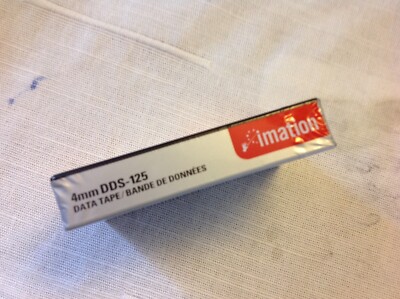 imation
4mm DDS-125
DATA TAPE/BANDE DE DONNÉES